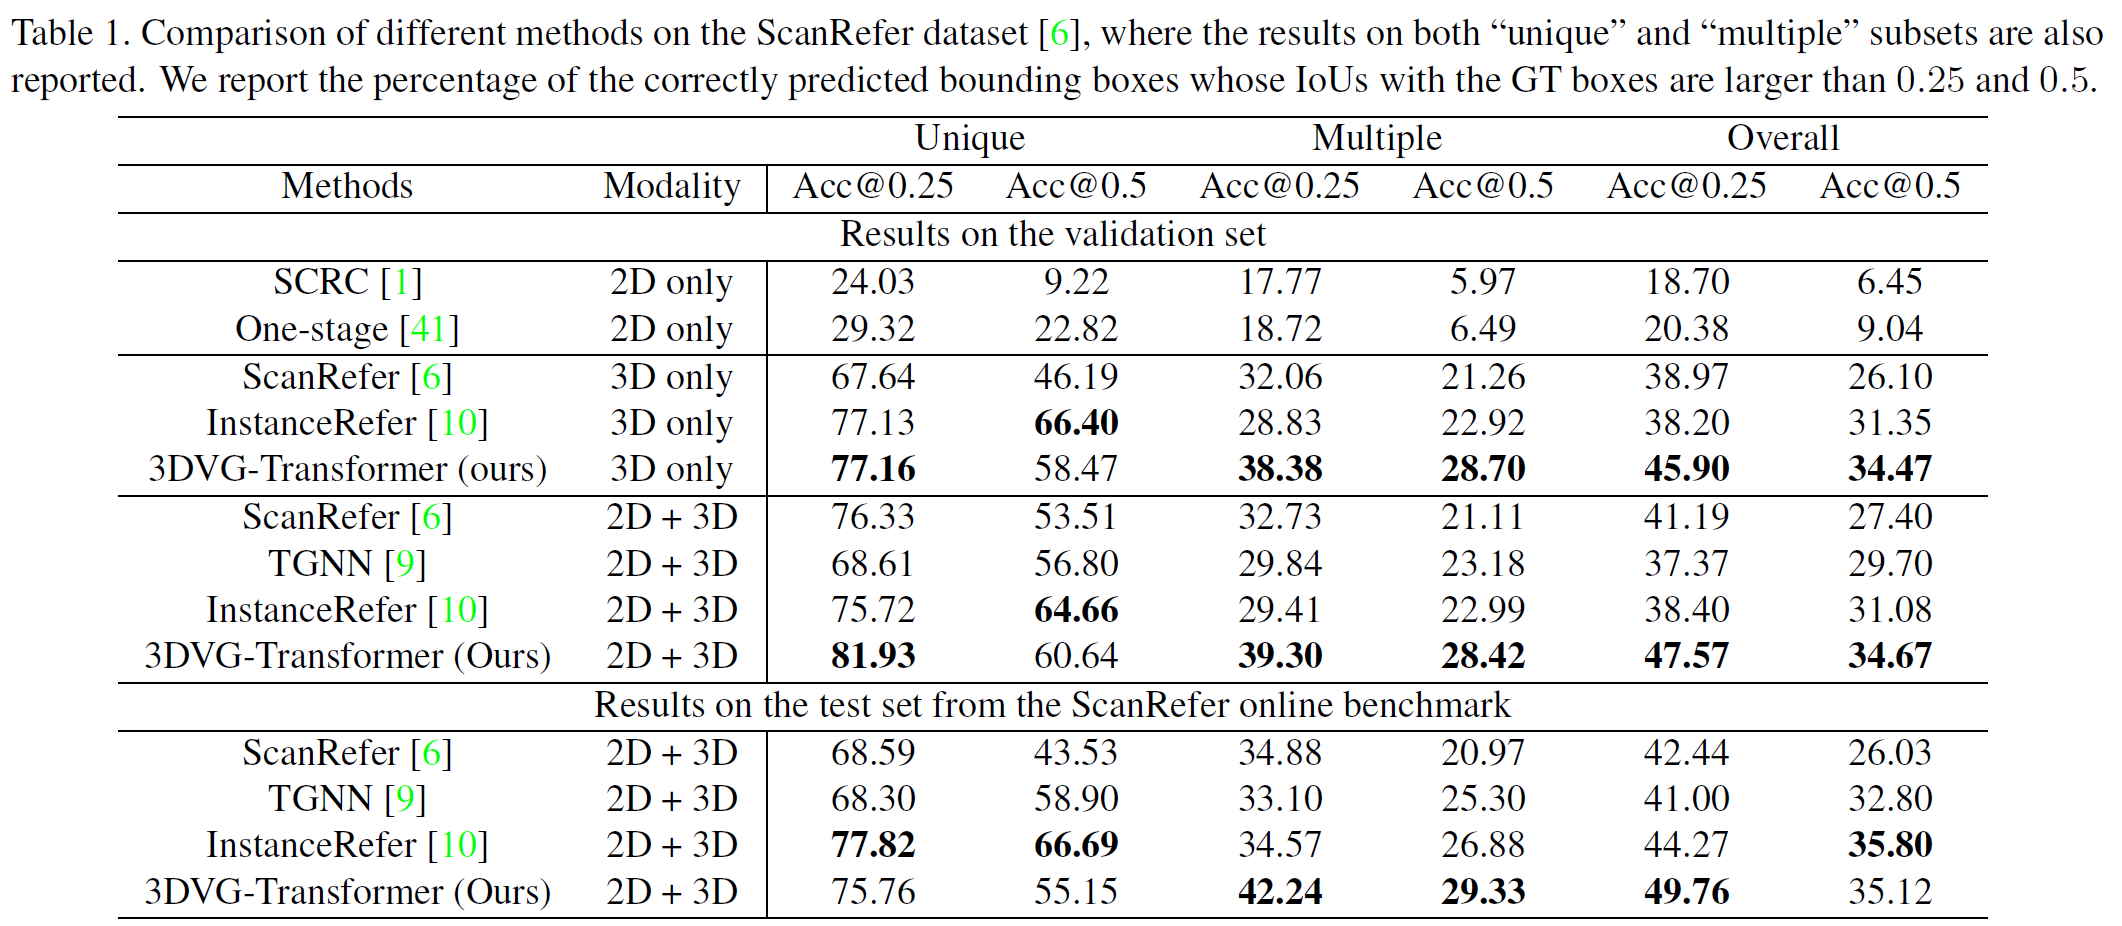 Table 1. Comparison of different methods on the ScanRefer dataset [6], where the results on both “unique” and “multiple” subsets are also
reported. We report the percentage of the correctly predicted bounding boxes whose IoUs with the GT boxes are larger than 0.25 and 0.5.
Unique Multiple Overall
Methods Modality Acc@0.25 Acc@0.5 Acc@0.25 Acc@0.5 Acc@0.25 Acc@0.5
Results on the validation set
SCRC [1] 2D only 24.03 9.22 17.77 5.97 18.70 6.45
One-stage [41] 2D only 29.32 22.82 18.72 6.49 20.38 9.04
ScanRefer [6] 3D only 67.64 46.19 32.06 21.26 38.97 26.10
InstanceRefer [10] 3D only 77.13 66.40 28.83 22.92 38.20 31.35
3DVG-Transformer (ours) 3D only 77.16 58.47 38.38 28.70 45.90 34.47
ScanRefer [6] 2D + 3D 76.33 53.51 32.73 21.11 41.19 27.40
TGNN [9] 2D + 3D 68.61 56.80 29.84 23.18 37.37 29.70
InstanceRefer [10] 2D + 3D 75.72 64.66 29.41 22.99 38.40 31.08
3DVG-Transformer (Ours) 2D + 3D 81.93 60.64 39.30 28.42 47.57 34.67
Results on the test set from the ScanRefer online benchmark
ScanRefer [6] 2D + 3D 68.59 43.53 34.88 20.97 42.44 26.03
TGNN [9] 2D + 3D 68.30 58.90 33.10 25.30 41.00 32.80
InstanceRefer [10] 2D + 3D 77.82 66.69 34.57 26.88 44.27 35.80
3DVG-Transformer (Ours) 2D + 3D 75.76 55.15 42.24 29.33 49.76 35.12